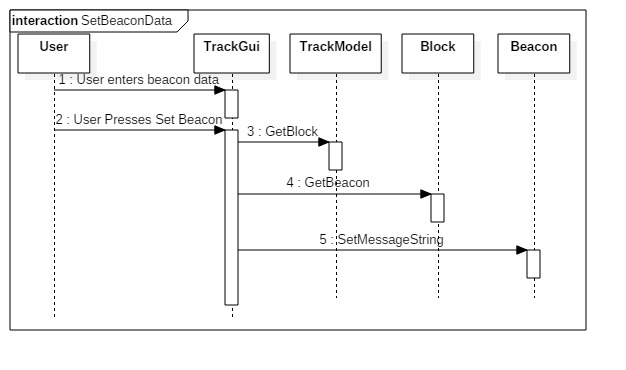 interaction SetBeaconData
User
TrackGui
TrackModel
Block
Beacon
1 : User enters beacon data
2 : User Presses Set Beacon
3 : GetBlock
4 : GetBeacon
5 : SetMessageString